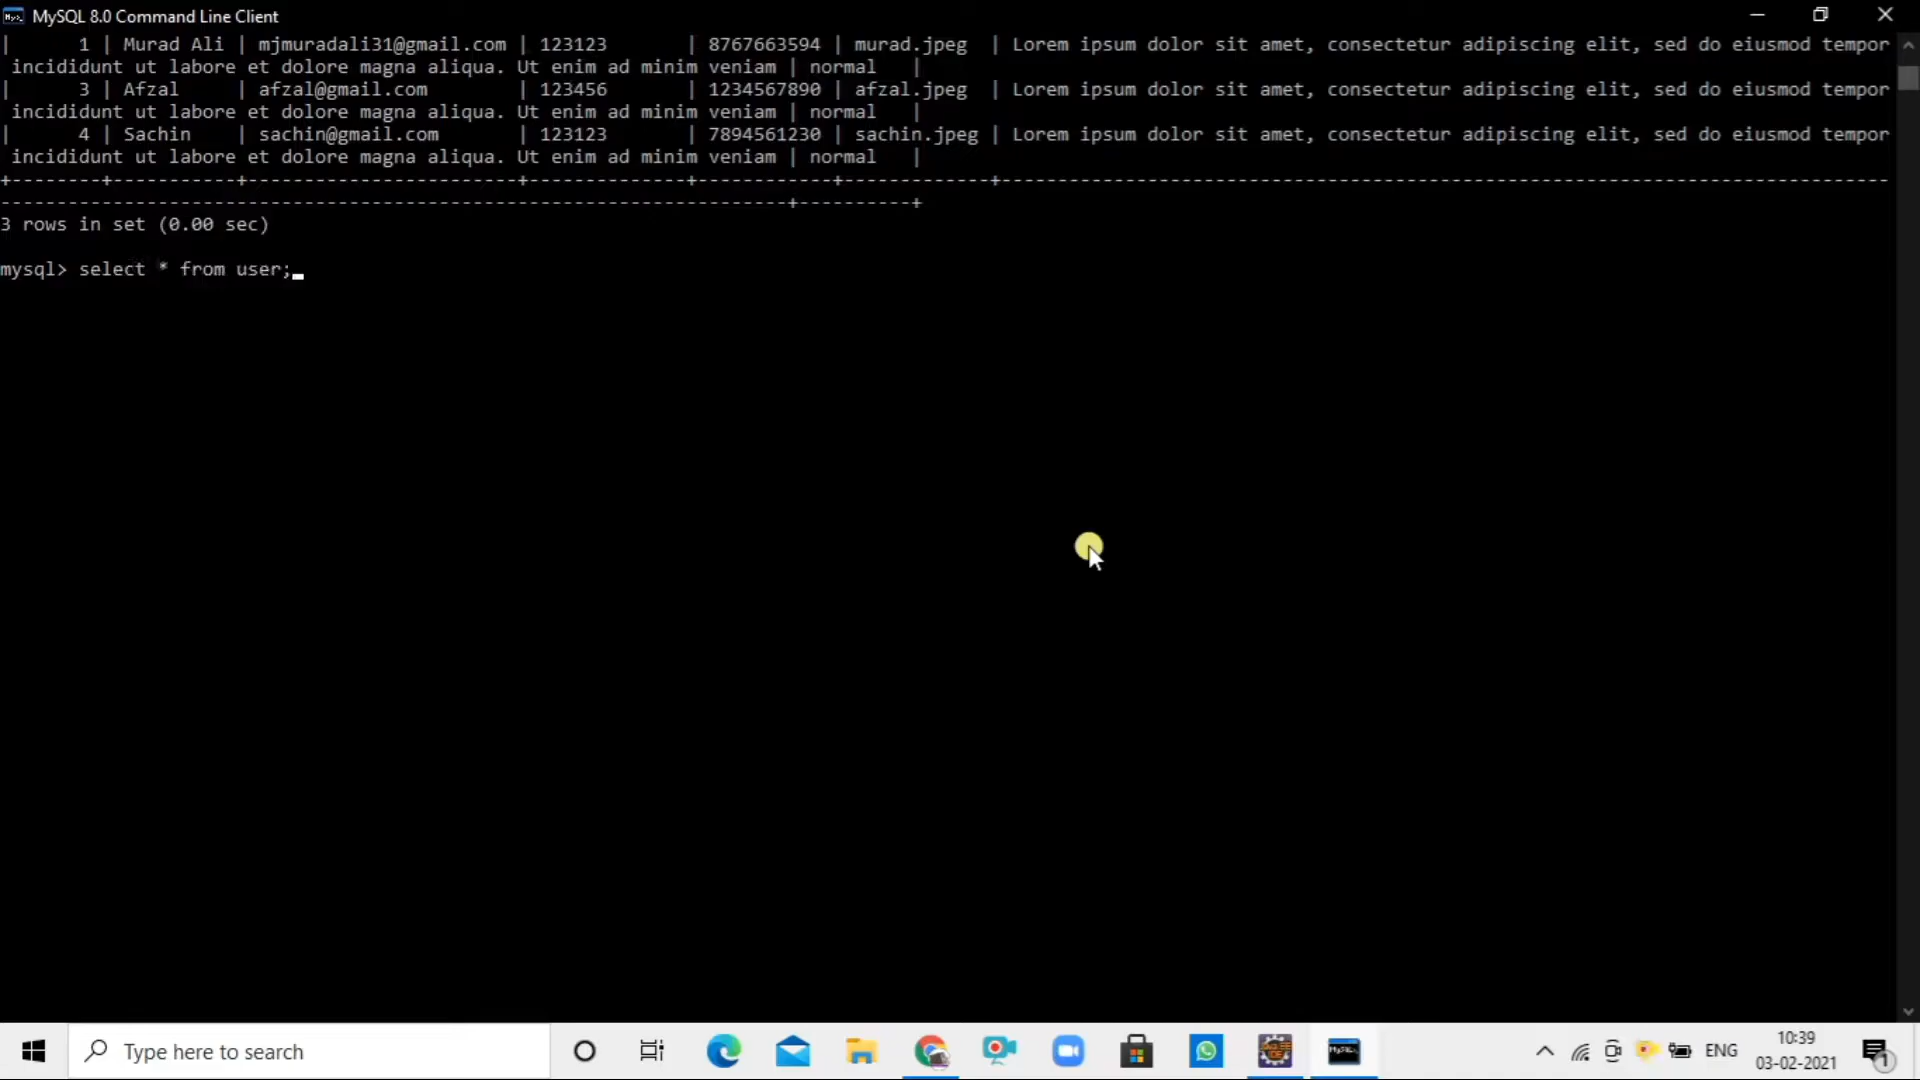 MySQL 8.0 Command Line Client
|      1 | Murad Ali | mjmuradali31@gmail.com | 123123       | 8767663594 | murad.jpeg  | Lorem ipsum dolor sit amet, consectetur adipiscing elit, sed do eiusmod tempor
incididunt ut labore et dolore magna aliqua. Ut enim ad minim veniam | normal   |
|      3 | Afzal     | afzal@gmail.com        | 123456       | 1234567890 | afzal.jpeg  | Lorem ipsum dolor sit amet, consectetur adipiscing elit, sed do eiusmod tempor
incididunt ut labore et dolore magna aliqua. Ut enim ad minim veniam | normal   |
|      4 | Sachin    | sachin@gmail.com       | 123123       | 7894561230 | sachin.jpeg | Lorem ipsum dolor sit amet, consectetur adipiscing elit, sed do eiusmod tempor
incididunt ut labore et dolore magna aliqua. Ut enim ad minim veniam | normal   |
3 rows in set (0.00 sec)
mysql> select * from user;
Type here to search
ENG
10:39
03-02-2021
1